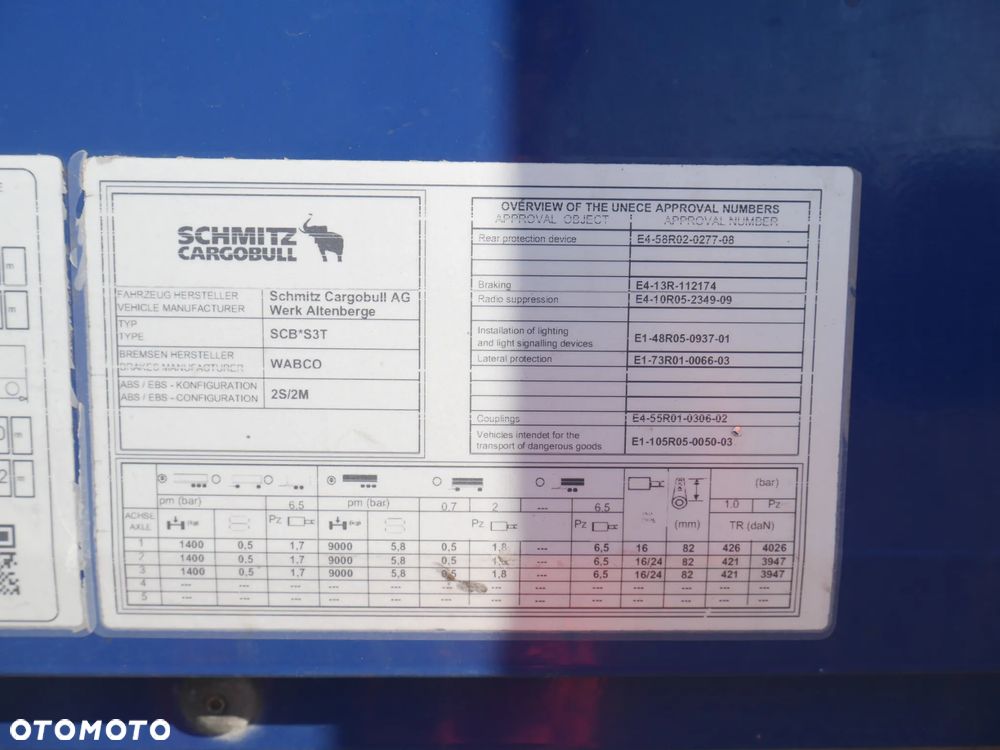 SCHMITZ
CARGOBULL
FAHRZEUG HERSTELLER
VEHICLE MANUFACTURER
Schmitz Cargobull AG
Werk Altenberge
TYP
TYPE
SCB*S3T
BREMSEN HERSTELLER
BRAKES MANUFACTURER
WABCO
ABS / EBS - KONFIGURATION
ABS / EBS - CONFIGURATION
2S/2M
OVERVIEW OF THE UNECE APPROVAL NUMBERS
APPROVAL OBJECT APPROVAL NUMBER
Rear protection device E4-58R02-0277-08
Braking E4-13R-112174
Radio suppression E4-10R05-2349-09
Installation of lighting
and light signalling devices E1-48R05-0937-01
Lateral protection E1-73R01-0066-03
Couplings E4-55R01-0306-02
Vehicles intendet for the
transport of dangerous goods E1-105R05-0050-03
(bar)
pm (bar) 6.5 pm (bar) 0.7 2 --- 6.5 1.0 Pz
ACHSE
AXLE
Pz Pz Pz (mm) TR (daN)
1 1400 0,5 1,7 9000 5,8 0,5 1,8 --- 6,5 16 82 426 4026
2 1400 0,5 1,7 9000 5,8 0,5 --- 6,5 16/24 82 421 3947
3 1400 0,5 1,7 9000 5,8 0,5 1,8 --- 6,5 16/24 82 421 3947
4 --- --- --- --- --- --- --- --- --- --- --- --- ---
5 --- --- --- --- --- --- --- --- --- --- --- --- ---
OTOMOTO